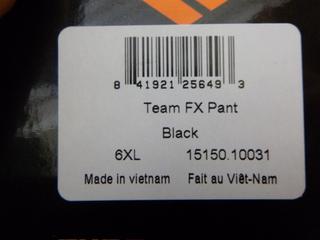 8 41921 25649 3
Team FX Pant
Black
6XL 15150.10031
Made in vietnam Fait au Viêt-Nam